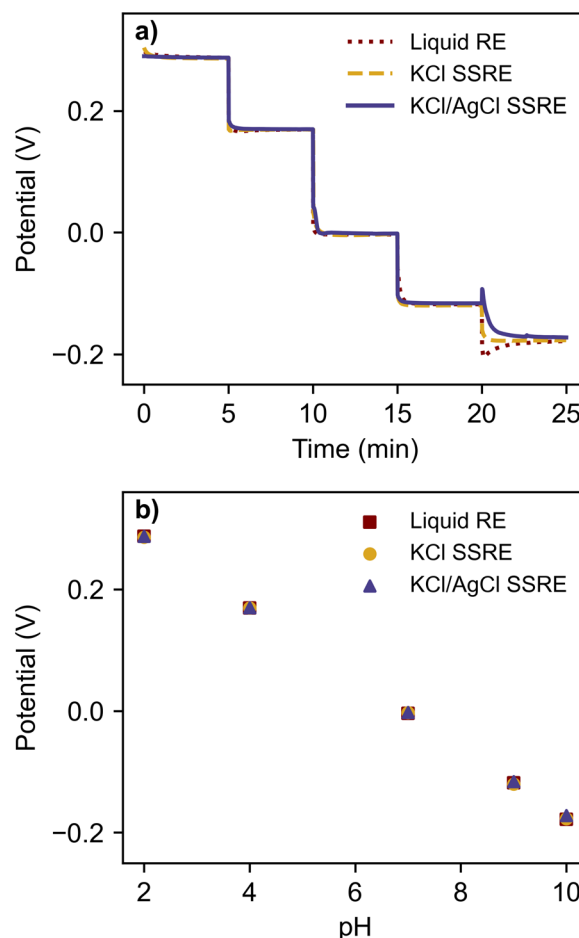 a)
Liquid RE
KCl SSRE
KCl/AgCl SSRE
Potential (V)
0.2
0.0
−0.2
0 5 10 15 20 25
Time (min)
b)
Liquid RE
KCl SSRE
KCl/AgCl SSRE
Potential (V)
0.2
0.0
−0.2
2 4 6 8 10
pH